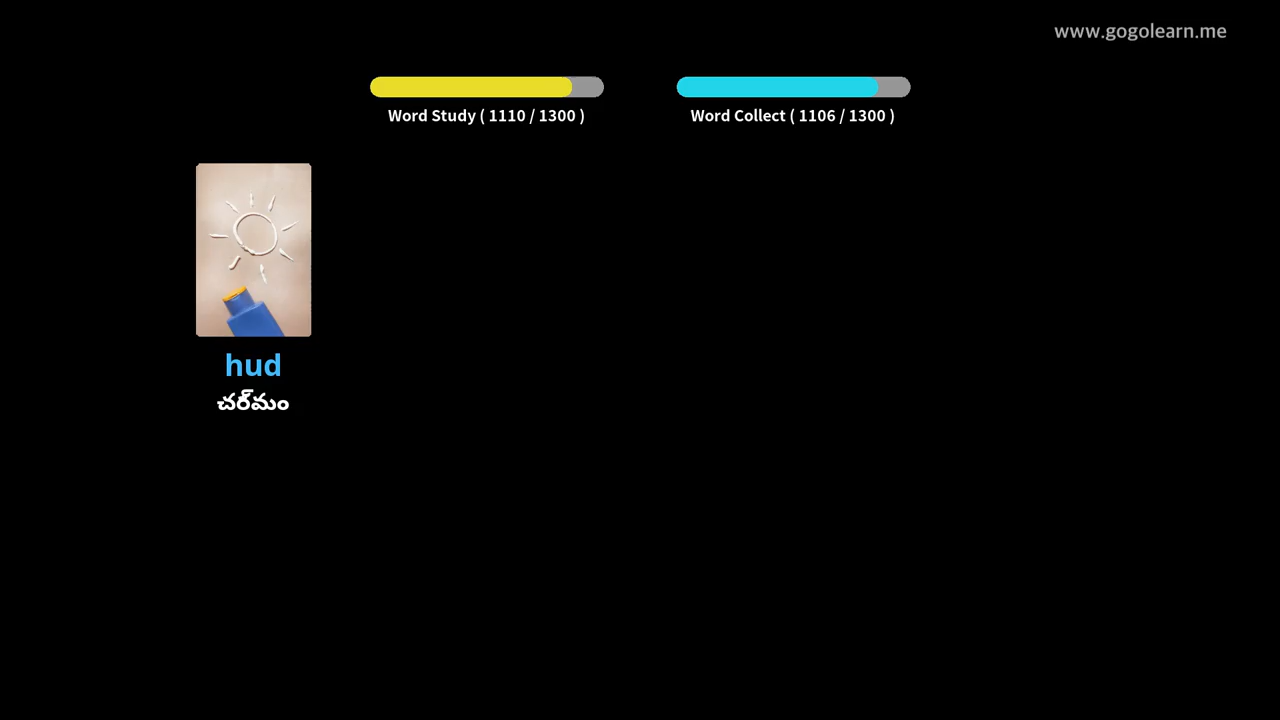 www.gogolearn.me
Word Study ( 1110 / 1300 )
Word Collect ( 1106 / 1300 )
hud
చర్మం